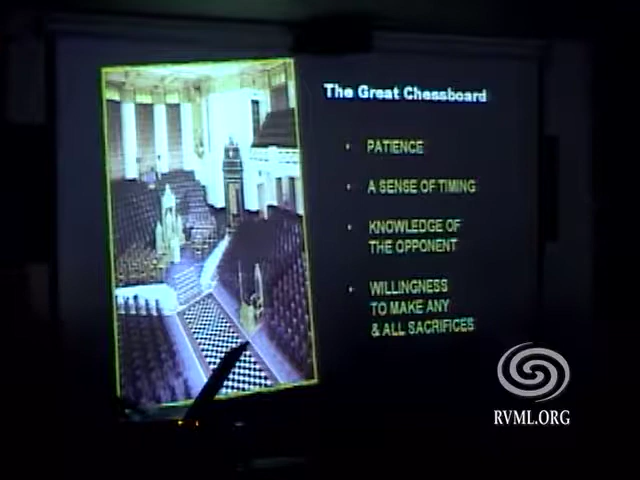 The Great Chessboard
• PATIENCE
• A SENSE OF TIMING
• KNOWLEDGE OF
THE OPPONENT
• WILLINGNESS
TO MAKE ANY
& ALL SACRIFICES
RVML.ORG